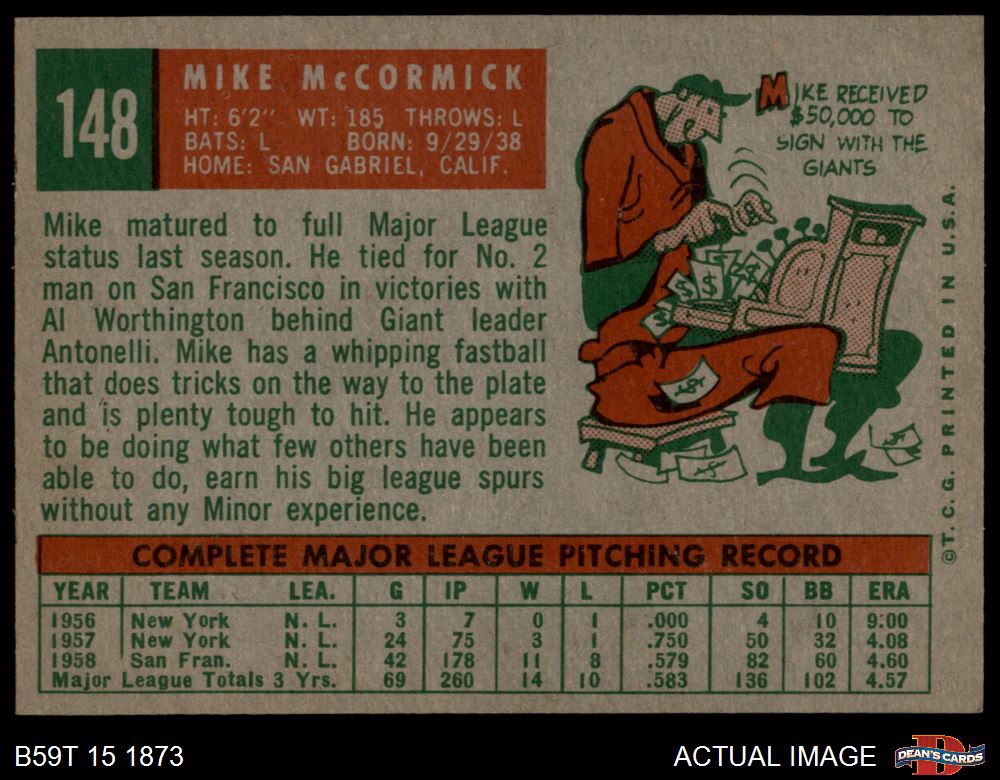 148
MIKE McCORMICK
HT: 6'2" WT: 185 THROWS: L
BATS: L BORN: 9/29/38
HOME: SAN GABRIEL, CALIF.
MIKE RECEIVED
$50,000 TO
SIGN WITH THE
GIANTS
Mike matured to full Major League
status last season. He tied for No. 2
man on San Francisco in victories with
Al Worthington behind Giant leader
Antonelli. Mike has a whipping fastball
that does tricks on the way to the plate
and is plenty tough to hit. He appears
to be doing what few others have been
able to do, earn his big league spurs
without any Minor experience.
©T.C.G. PRINTED IN U.S.A.
COMPLETE MAJOR LEAGUE PITCHING RECORD
YEAR TEAM LEA. G IP W L PCT SO BB ERA
1956 New York N. L. 3 7 0 1 .000 4 10 9:00
1957 New York N. L. 24 75 3 1 .750 50 32 4.08
1958 San Fran. N. L. 42 178 11 8 .579 82 60 4.60
Major League Totals 3 Yrs. 69 260 14 10 .583 136 102 4.57
B59T 15 1873
ACTUAL IMAGE
D
DEAN'S CARDS